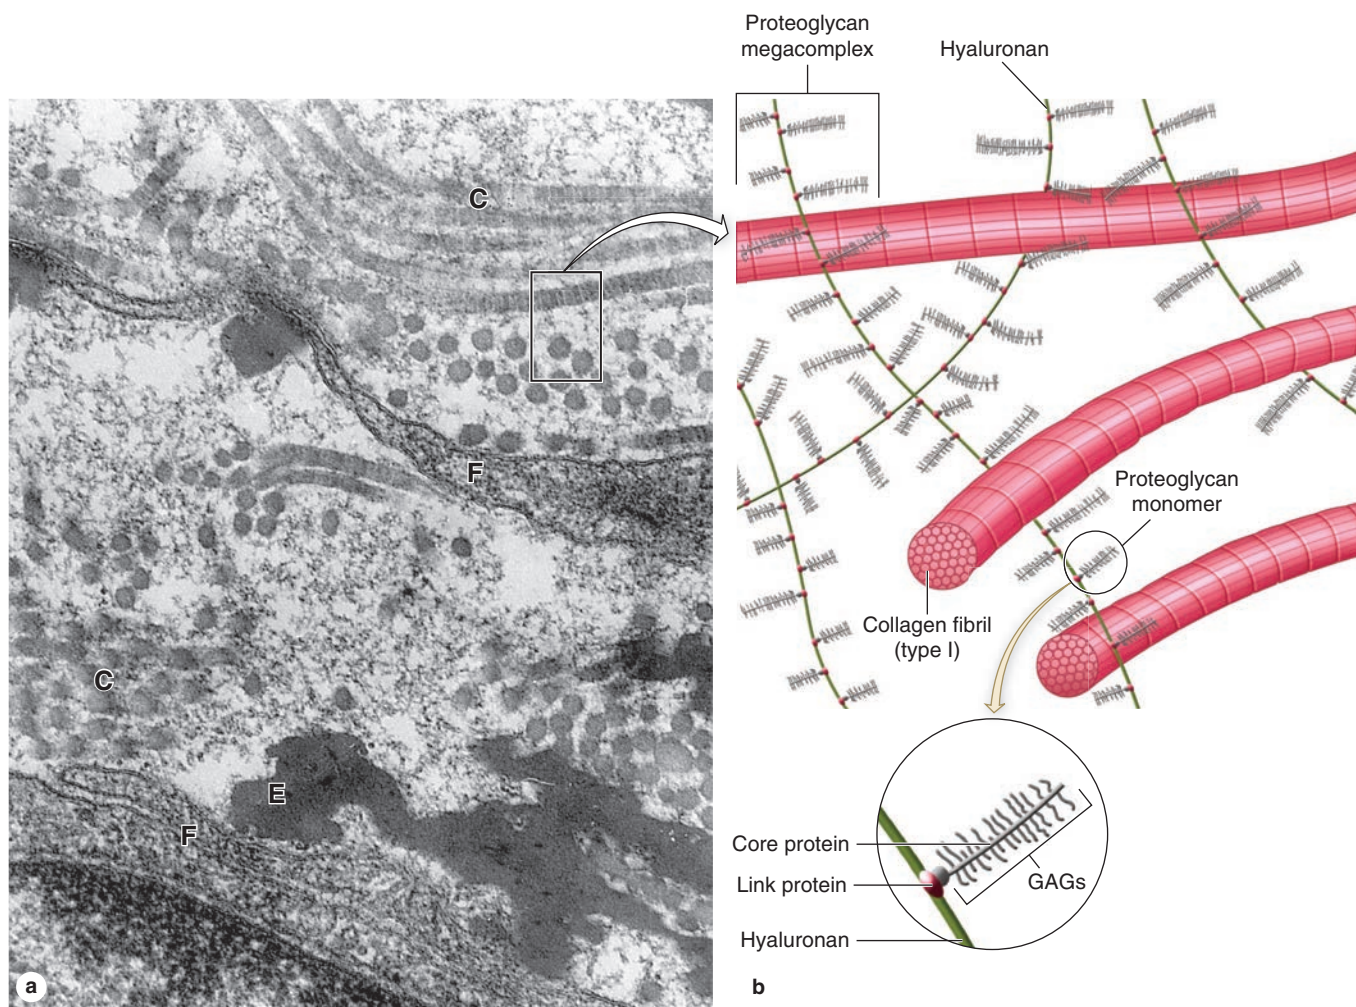 Proteoglycan
megacomplex
Hyaluronan
C
F
Proteoglycan
monomer
Collagen fibril
(type I)
C
E
F
Core protein
Link protein
GAGs
Hyaluronan
a
b